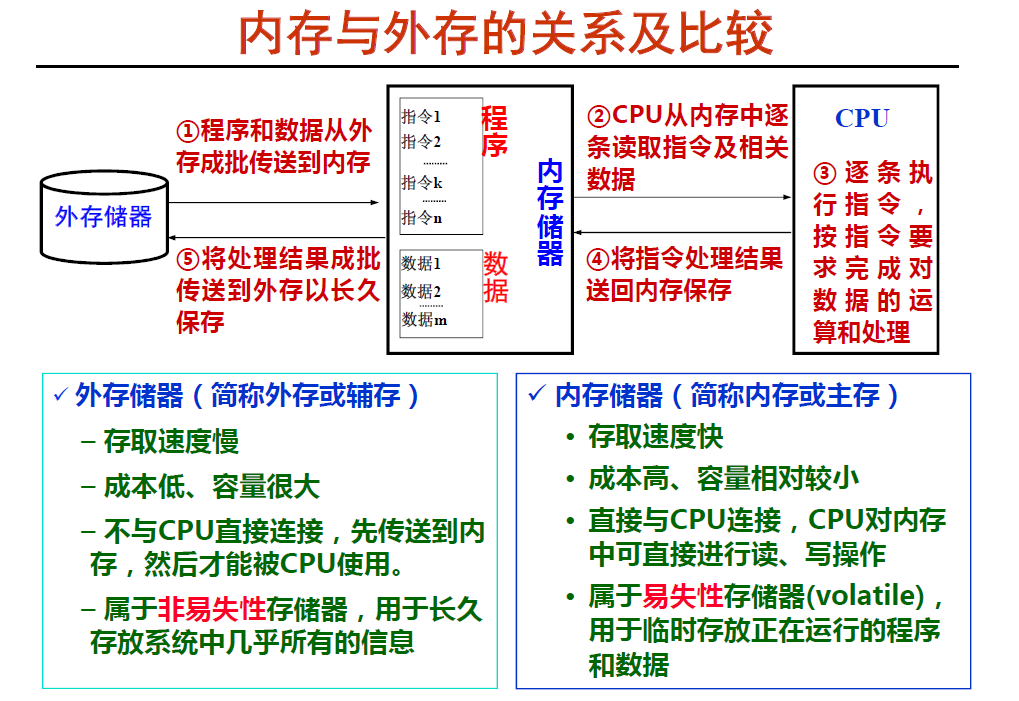 内存与外存的关系及比较
①程序和数据从外
存成批传送到内存
外存储器
⑤将处理结果成批
传送到外存以长久
保存
指令1
指令2
………
指令k
………
指令n
程序
数据1
数据2
………
数据m
数据
内存储器
②CPU从内存中逐
条读取指令及相关
数据
④将指令处理结果
送回内存保存
CPU
③逐条执
行指令，
按指令要
求完成对
数据的运
算和处理
✓外存储器（简称外存或辅存）
– 存取速度慢
– 成本低、容量很大
– 不与CPU直接连接，先传送到内
存，然后才能被CPU使用。
– 属于非易失性存储器，用于长久
存放系统中几乎所有的信息
✓ 内存储器（简称内存或主存）
• 存取速度快
• 成本高、容量相对较小
• 直接与CPU连接，CPU对内存
中可直接进行读、写操作
• 属于易失性存储器(volatile)，
用于临时存放正在运行的程序
和数据